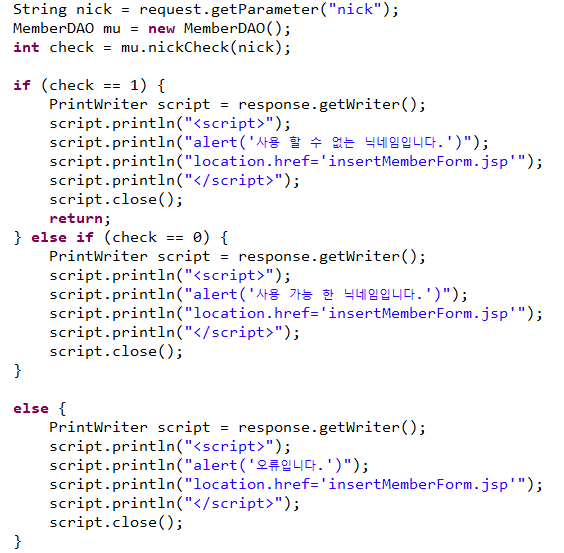 String nick = request.getParameter("nick");
MemberDAO mu = new MemberDAO();
int check = mu.nickCheck(nick);
if (check == 1) {
PrintWriter script = response.getWriter();
script.println("<script>");
script.println("alert('사용 할 수 없는 닉네임입니다.')");
script.println("location.href='insertMemberForm.jsp'");
script.println("</script>");
script.close();
return;
} else if (check == 0) {
PrintWriter script = response.getWriter();
script.println("<script>");
script.println("alert('사용 가능 한 닉네임입니다.')");
script.println("location.href='insertMemberForm.jsp'");
script.println("</script>");
script.close();
}
else {
PrintWriter script = response.getWriter();
script.println("<script>");
script.println("alert('오류입니다.')");
script.println("location.href='insertMemberForm.jsp'");
script.println("</script>");
script.close();
}